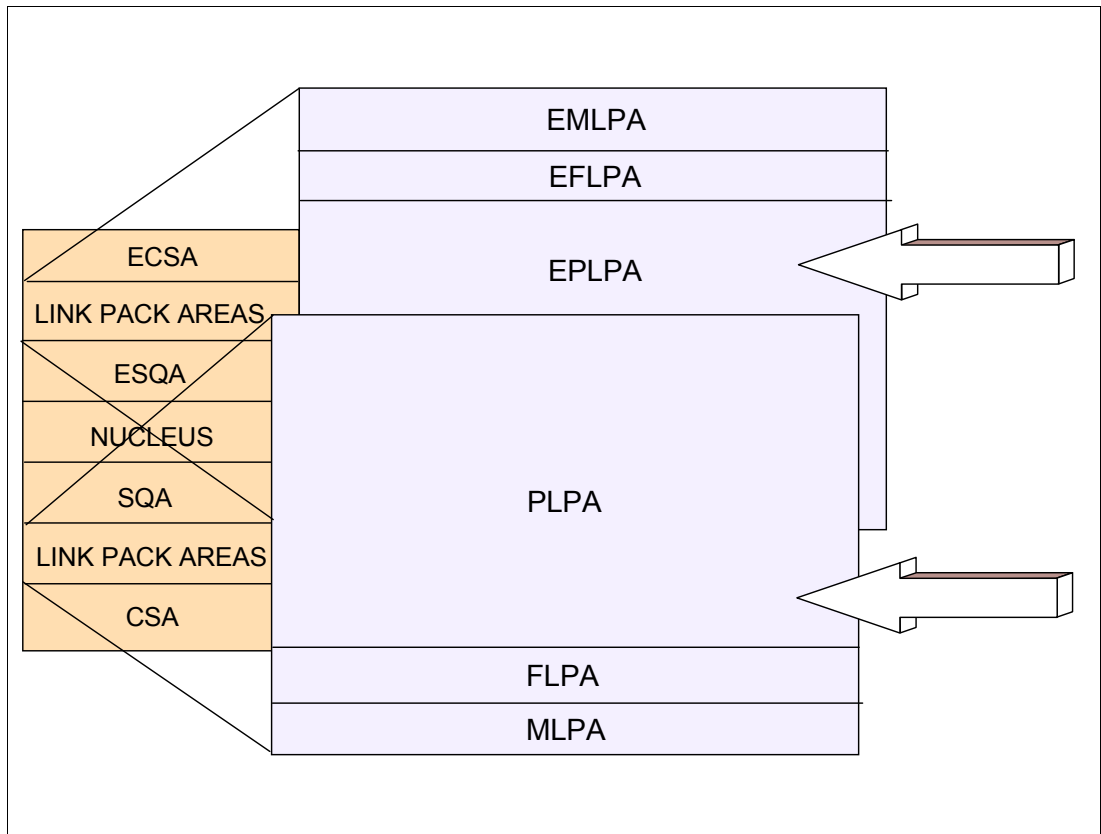 EMLPA
EFLPA
EPLPA
ECSA
LINK PACK AREAS
ESQA
NUCLEUS
SQA
LINK PACK AREAS
CSA
PLPA
FLPA
MLPA